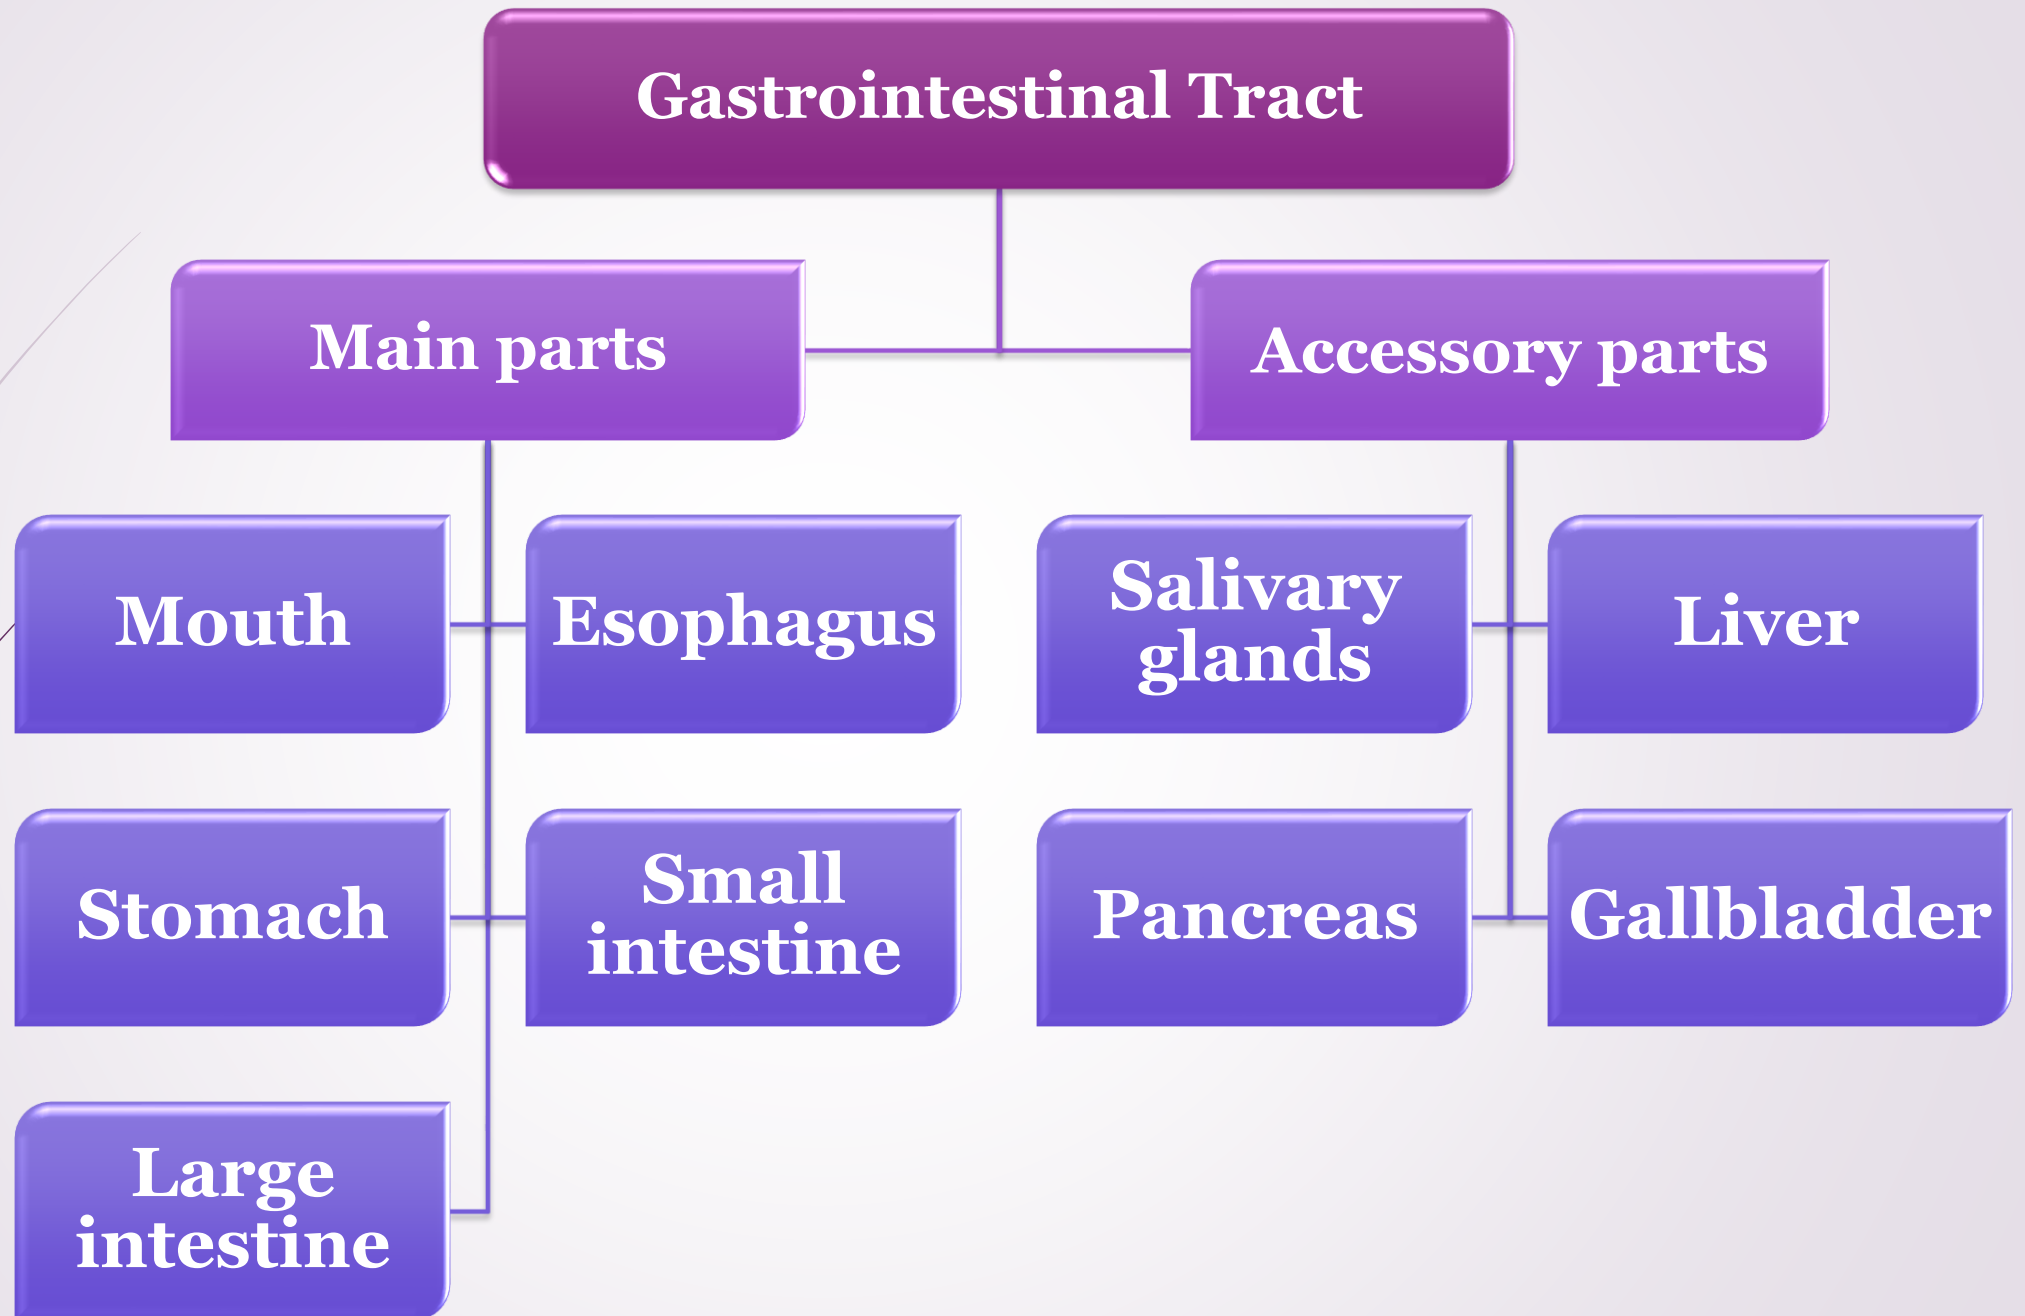 Gastrointestinal Tract
Main parts
Accessory parts
Mouth
Esophagus
Salivary
glands
Liver
Stomach
Small
intestine
Pancreas
Gallbladder
Large
intestine